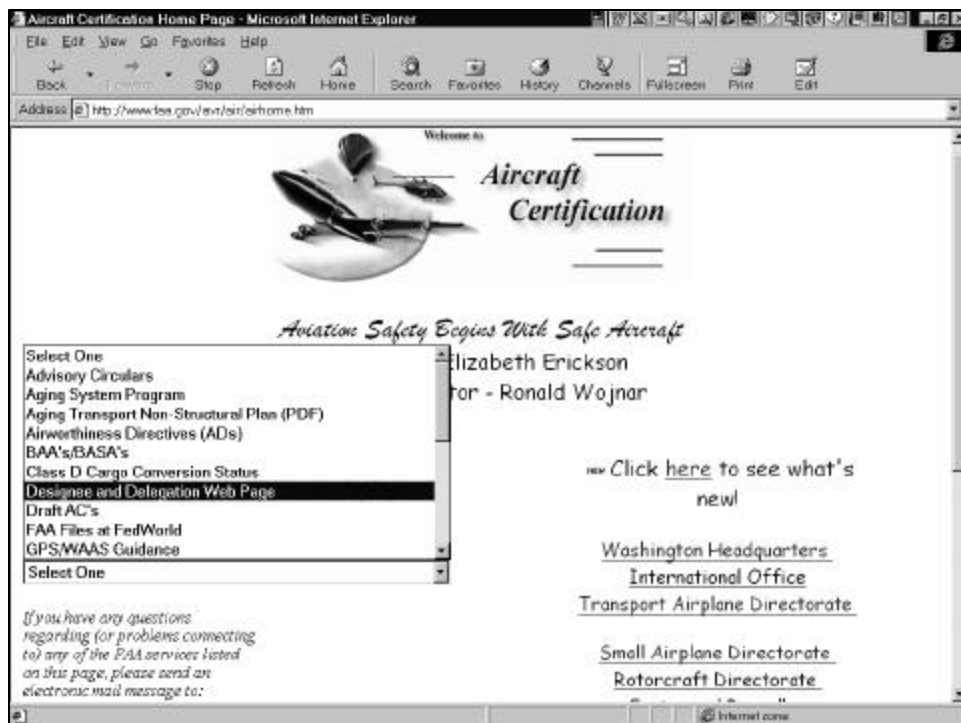 Aircraft Certification Home Page - Microsoft Internet Explorer
File Edit View Go Favorites Help
Back Forward Stop Refresh Home Search Favorites History Channels Fullscreen Print Edit
Address http://www.faa.gov/avr/air/airhome.htm
Welcome to
Aircraft
Certification
Aviation Safety Begins With Safe Aircraft
Elizabeth Erickson
tor - Ronald Wojnar
Select One
Advisory Circulars
Aging System Program
Aging Transport Non-Structural Plan (PDF)
Airworthiness Directives (ADs)
BAA's/BASA's
Class D Cargo Conversion Status
Designee and Delegation Web Page
Draft AC's
FAA Files at FedWorld
GPS/WAAS Guidance
Select One
If you have any questions
regarding (or problems connecting
to) any of the FAA services listed
on this page, please send an
electronic mail message to:
NEW Click here to see what's
new!
Washington Headquarters
International Office
Transport Airplane Directorate
Small Airplane Directorate
Rotorcraft Directorate
Internet zone